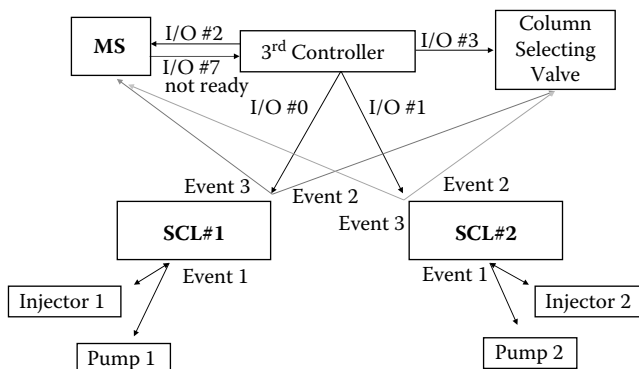 MS
I/O #2
I/O #7
not ready
3rd Controller
I/O #3
Column
Selecting
Valve
I/O #0
I/O #1
Event 3
Event 2
Event 3
Event 2
SCL#1
SCL#2
Event 1
Event 1
Injector 1
Injector 2
Pump 1
Pump 2